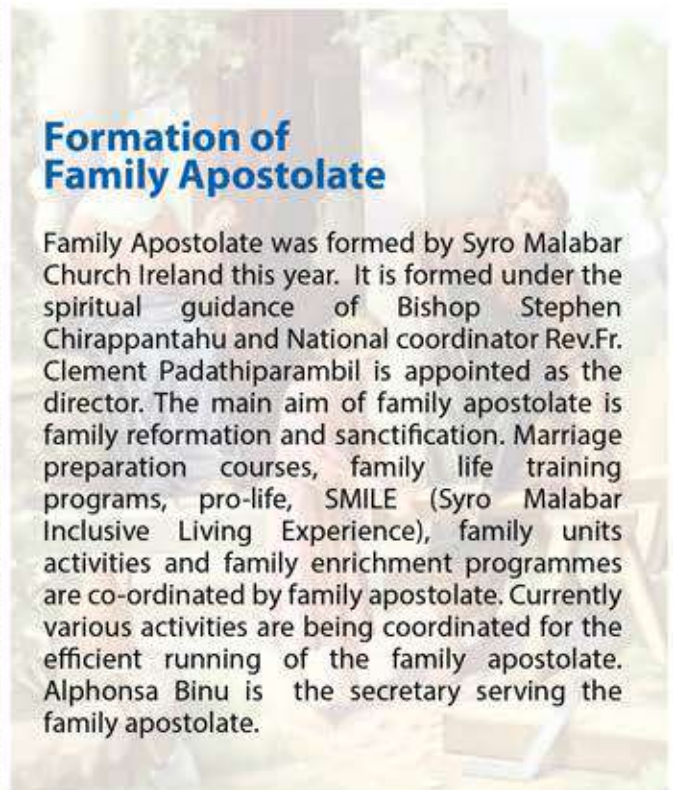 Formation of
Family Apostolate
Family Apostolate was formed by Syro Malabar
Church Ireland this year. It is formed under the
spiritual guidance of Bishop Stephen
Chirappantahu and National coordinator Rev.Fr.
Clement Padathiparambil is appointed as the
director. The main aim of family apostolate is
family reformation and sanctification. Marriage
preparation courses, family life training
programs, pro-life, SMILE (Syro Malabar
Inclusive Living Experience), family units
activities and family enrichment programmes
are co-ordinated by family apostolate. Currently
various activities are being coordinated for the
efficient running of the family apostolate.
Alphonsa Binu is the secretary serving the
family apostolate.